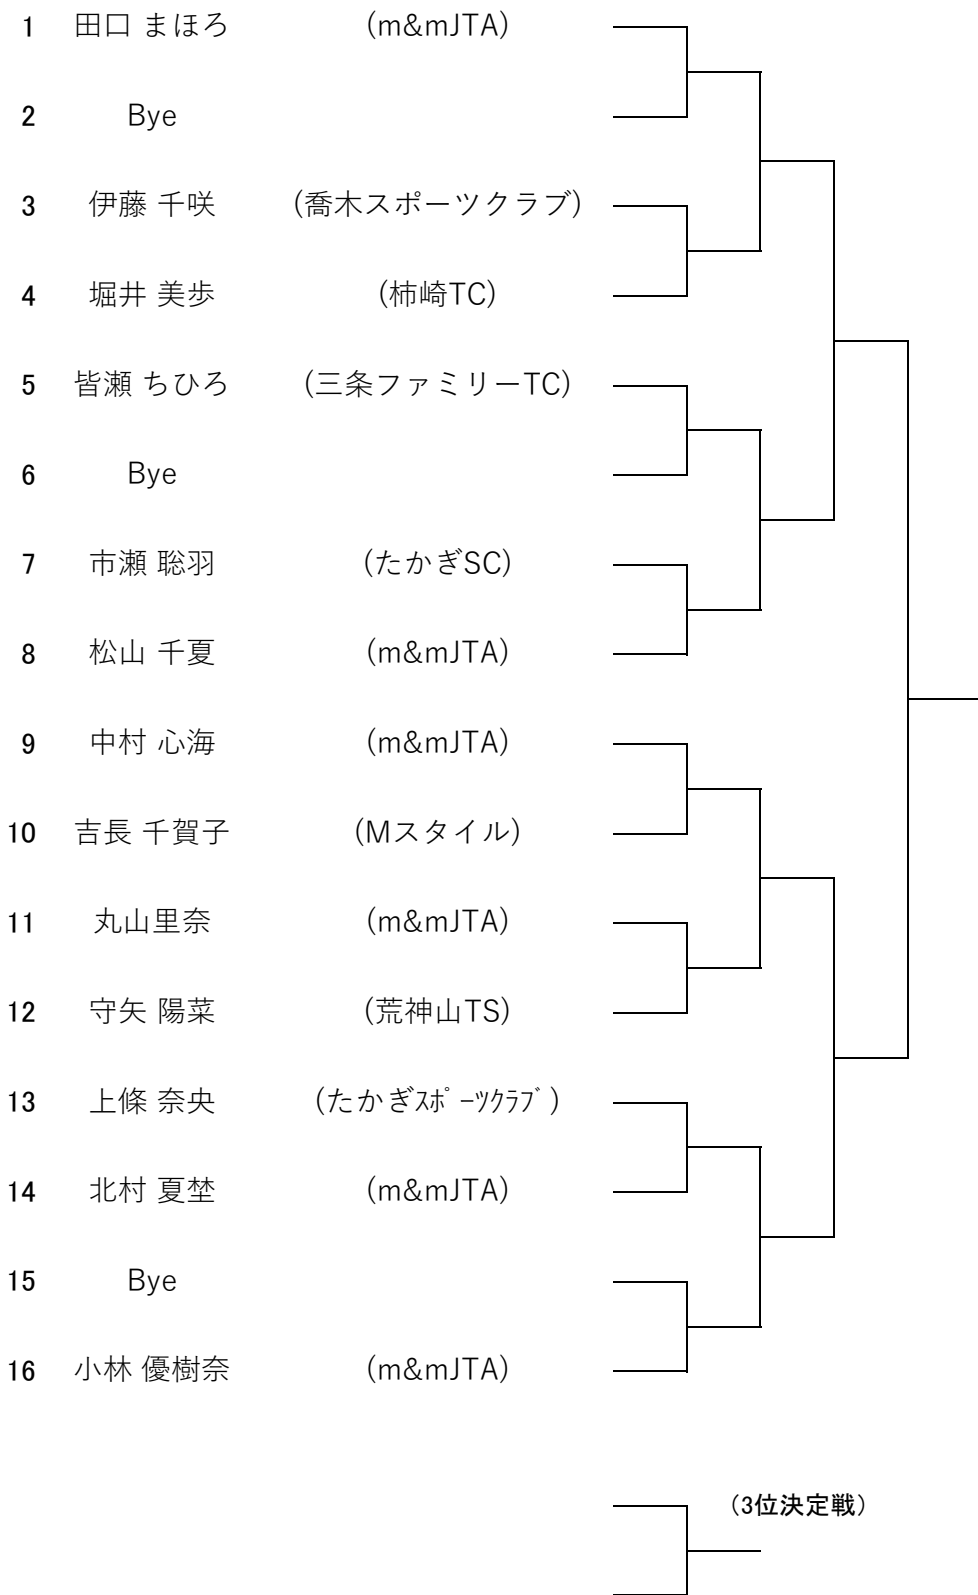 1 田口 まほろ (m&mJTA)
2 Bye
3 伊藤 千咲 (喬木スポーツクラブ)
4 堀井 美歩 (柿崎TC)
5 皆瀬 ちひろ (三条ファミリーTC)
6 Bye
7 市瀬 聡羽 (たかぎSC)
8 松山 千夏 (m&mJTA)
9 中村 心海 (m&mJTA)
10 吉長 千賀子 (Mスタイル)
11 丸山里奈 (m&mJTA)
12 守矢 陽菜 (荒神山TS)
13 上條 奈央 (たかぎｽﾎﾟｰﾂｸﾗﾌﾞ)
14 北村 夏埜 (m&mJTA)
15 Bye
16 小林 優樹奈 (m&mJTA)
（3位決定戦）